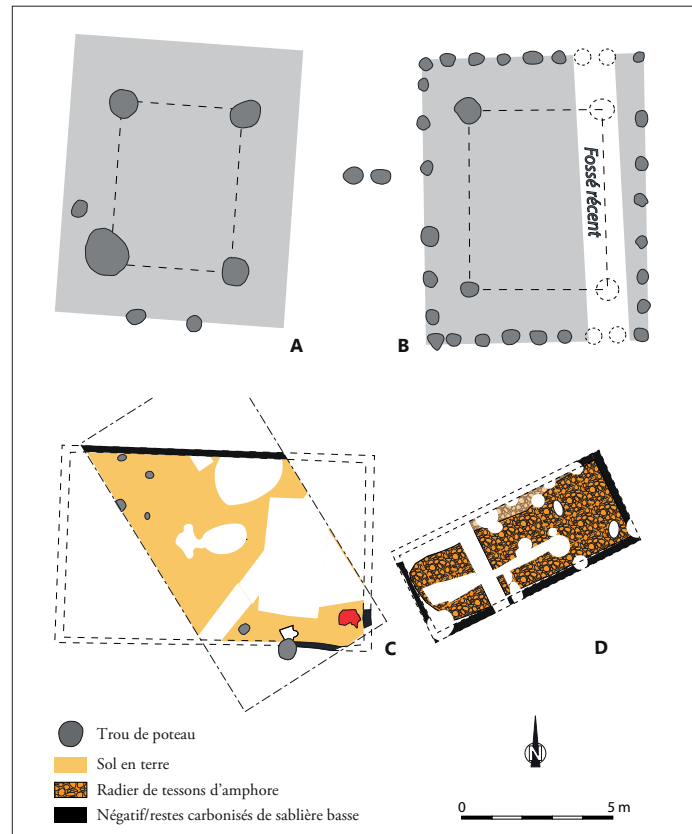 A
B
Fossé récent
C
D
Trou de poteau
Sol en terre
Radier de tessons d'amphore
Négatif/restes carbonisés de sablière basse
N
0 5 m